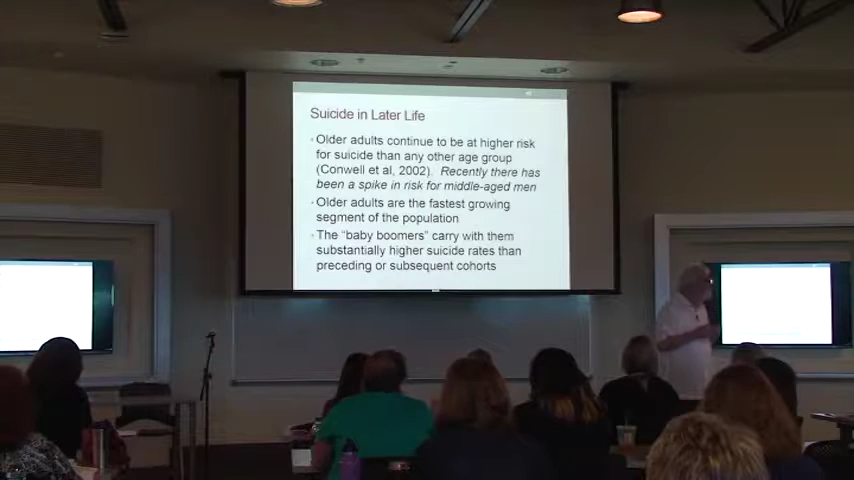 Suicide in Later Life
· Older adults continue to be at higher risk
for suicide than any other age group
(Conwell et al, 2002).  Recently there has
been a spike in risk for middle-aged men
· Older adults are the fastest growing
segment of the population
· The "baby boomers" carry with them
substantially higher suicide rates than
preceding or subsequent cohorts